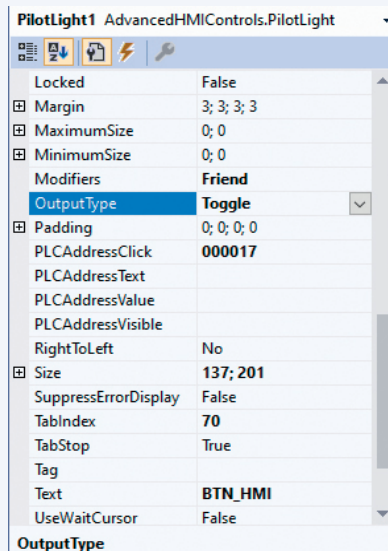 PilotLight1 AdvancedHMIControls.PilotLight
Locked False
Margin 3; 3; 3; 3
MaximumSize 0; 0
MinimumSize 0; 0
Modifiers Friend
OutputType Toggle
Padding 0; 0; 0; 0
PLCAddressClick 000017
PLCAddressText
PLCAddressValue
PLCAddressVisible
RightToLeft No
Size 137; 201
SuppressErrorDisplay False
TabIndex 70
TabStop True
Tag
Text BTN_HMI
UseWaitCursor False
OutputType